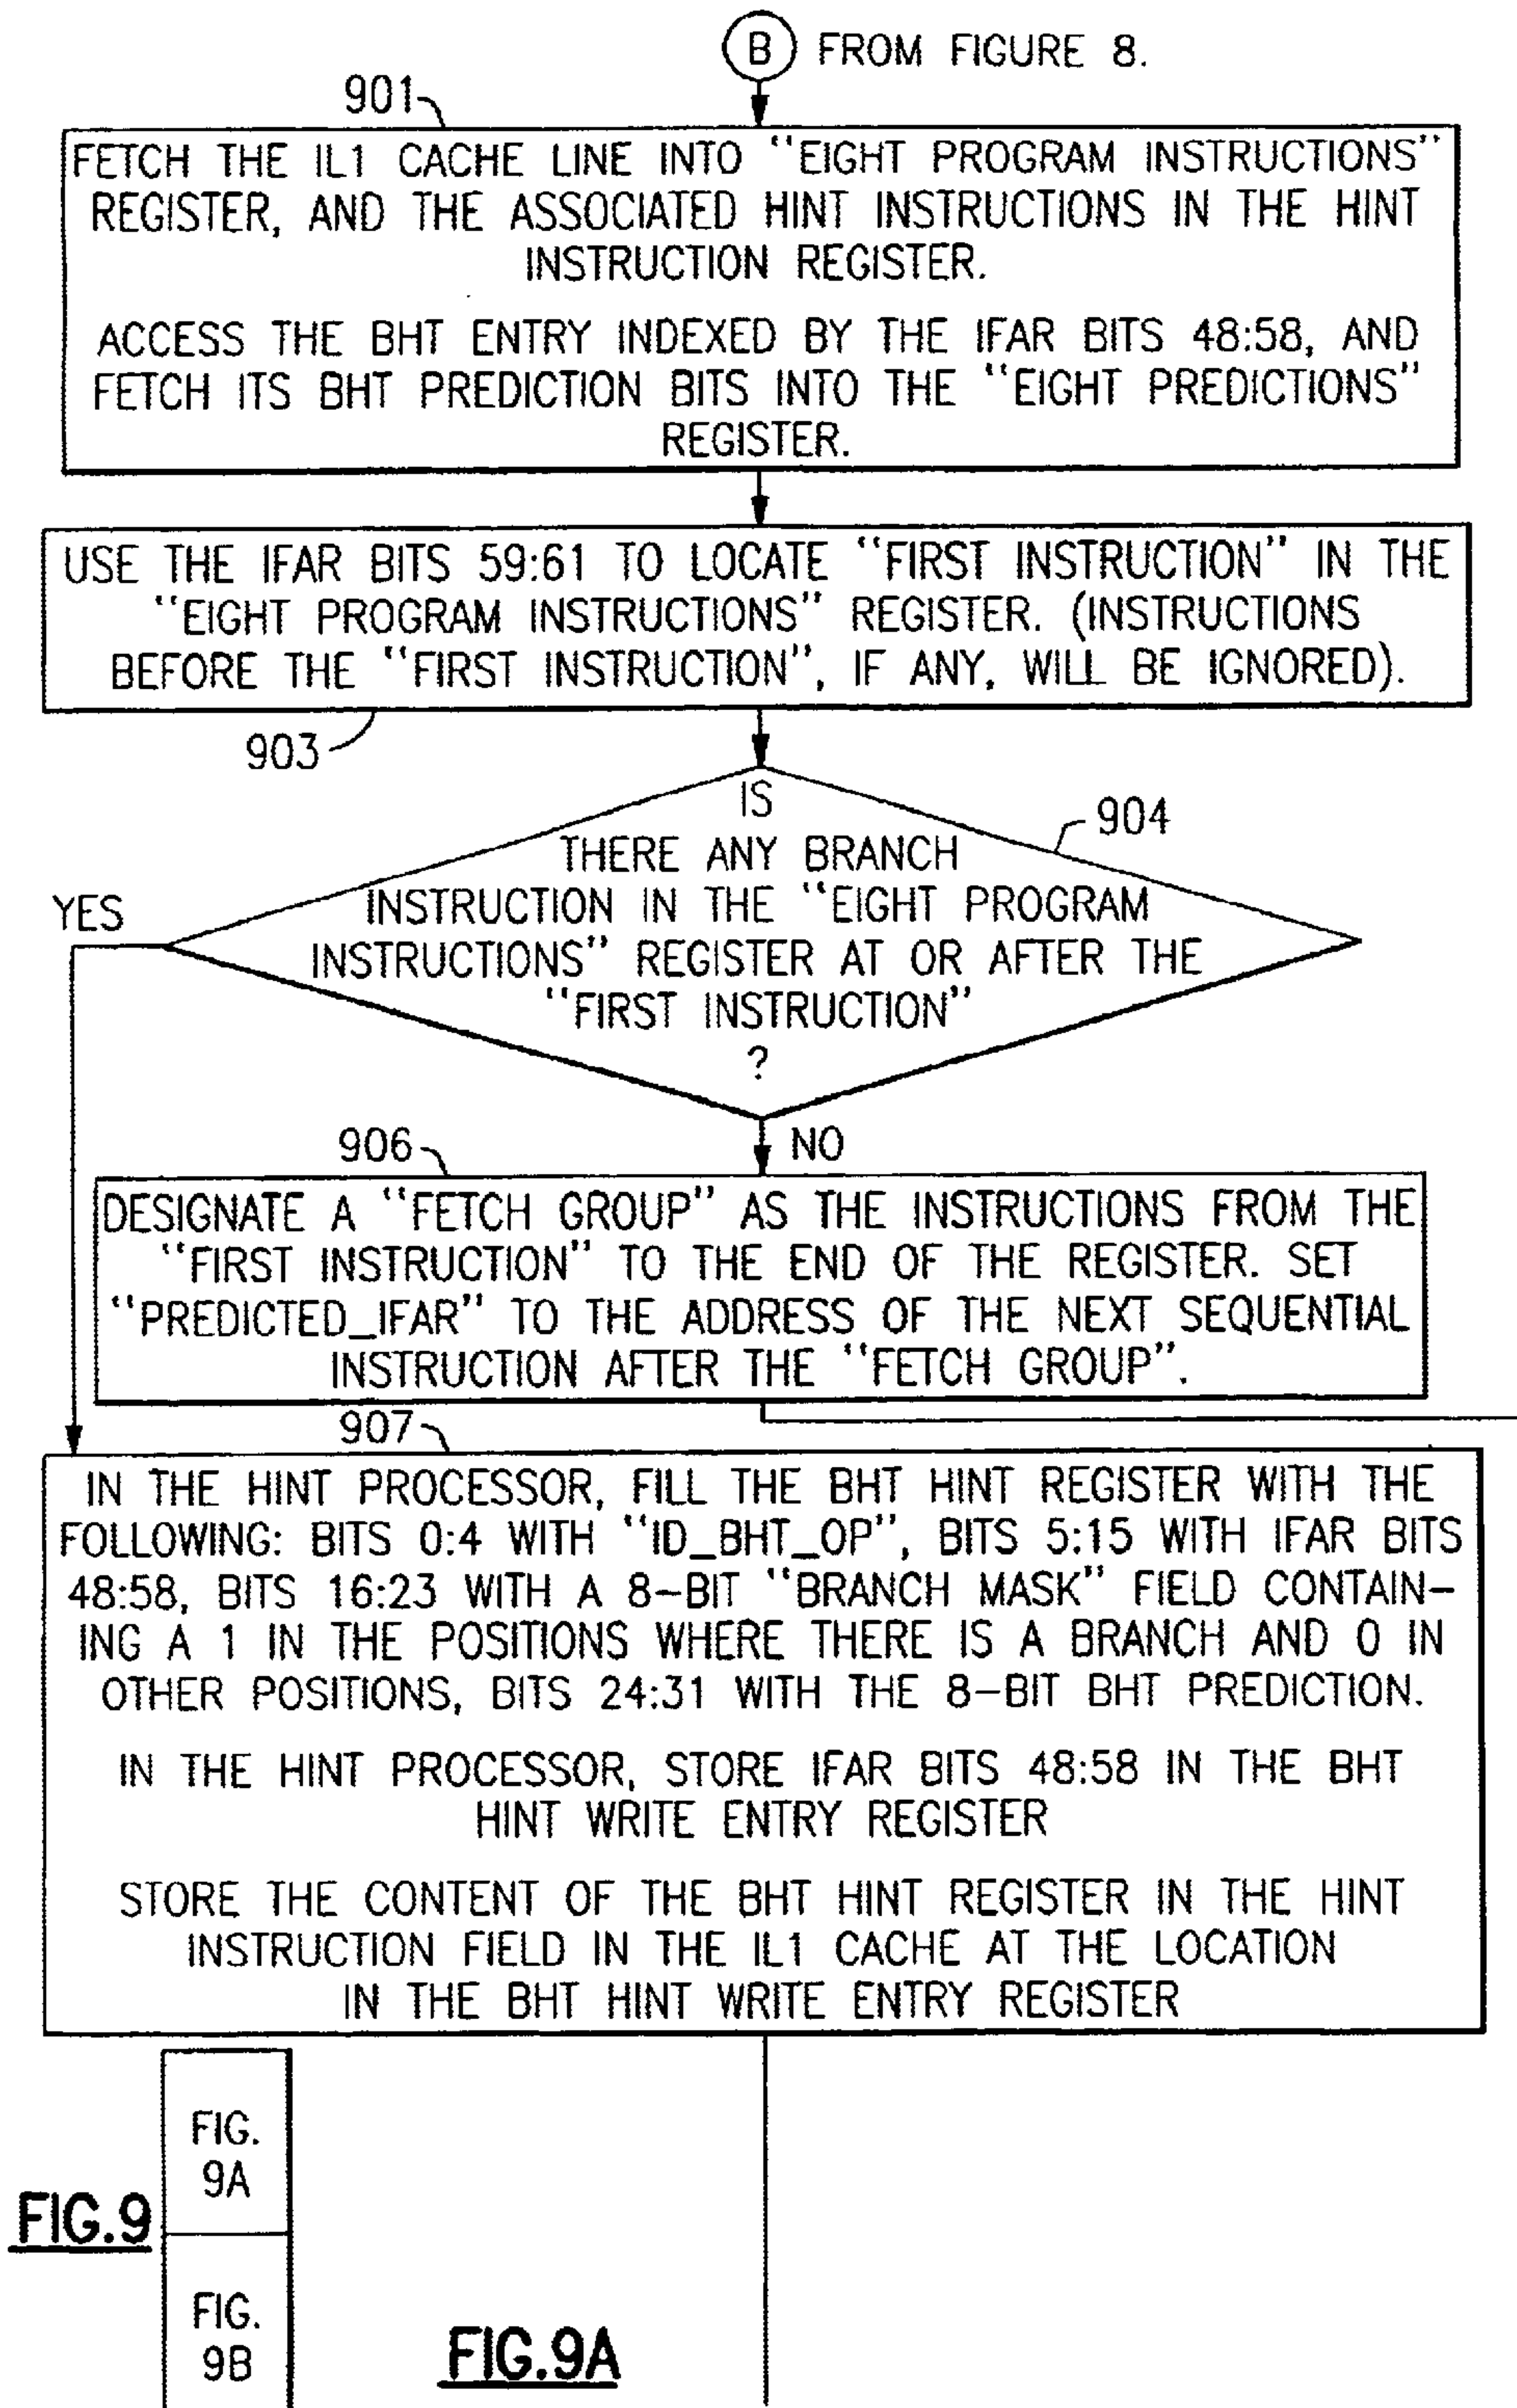 B FROM FIGURE 8.
901
FETCH THE IL1 CACHE LINE INTO "EIGHT PROGRAM INSTRUCTIONS"
REGISTER, AND THE ASSOCIATED HINT INSTRUCTIONS IN THE HINT
INSTRUCTION REGISTER.
ACCESS THE BHT ENTRY INDEXED BY THE IFAR BITS 48:58, AND
FETCH ITS BHT PREDICTION BITS INTO THE "EIGHT PREDICTIONS"
REGISTER.
USE THE IFAR BITS 59:61 TO LOCATE "FIRST INSTRUCTION" IN THE
"EIGHT PROGRAM INSTRUCTIONS" REGISTER. (INSTRUCTIONS
BEFORE THE "FIRST INSTRUCTION", IF ANY, WILL BE IGNORED).
903
IS
904
THERE ANY BRANCH
YES
INSTRUCTION IN THE "EIGHT PROGRAM
INSTRUCTIONS" REGISTER AT OR AFTER THE
"FIRST INSTRUCTION"
?
906
NO
DESIGNATE A "FETCH GROUP" AS THE INSTRUCTIONS FROM THE
"FIRST INSTRUCTION" TO THE END OF THE REGISTER. SET
"PREDICTED_IFAR" TO THE ADDRESS OF THE NEXT SEQUENTIAL
INSTRUCTION AFTER THE "FETCH GROUP".
907
IN THE HINT PROCESSOR, FILL THE BHT HINT REGISTER WITH THE
FOLLOWING: BITS 0:4 WITH "ID_BHT_OP", BITS 5:15 WITH IFAR BITS
48:58, BITS 16:23 WITH A 8-BIT "BRANCH MASK" FIELD CONTAIN-
ING A 1 IN THE POSITIONS WHERE THERE IS A BRANCH AND 0 IN
OTHER POSITIONS, BITS 24:31 WITH THE 8-BIT BHT PREDICTION.
IN THE HINT PROCESSOR, STORE IFAR BITS 48:58 IN THE BHT
HINT WRITE ENTRY REGISTER
STORE THE CONTENT OF THE BHT HINT REGISTER IN THE HINT
INSTRUCTION FIELD IN THE IL1 CACHE AT THE LOCATION
IN THE BHT HINT WRITE ENTRY REGISTER
FIG.
9A
FIG.9
FIG.
9B
FIG.9A